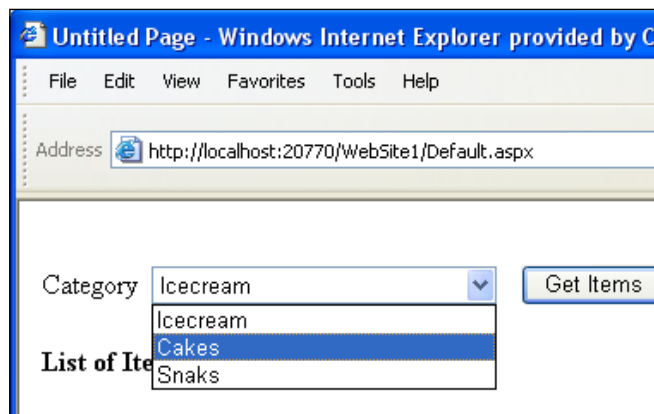 Untitled Page - Windows Internet Explorer provided by C
File Edit View Favorites Tools Help
Address http://localhost:20770/WebSite1/Default.aspx
Category Icecream Get Items
Icecream
Cakes
List of Ite
Snaks